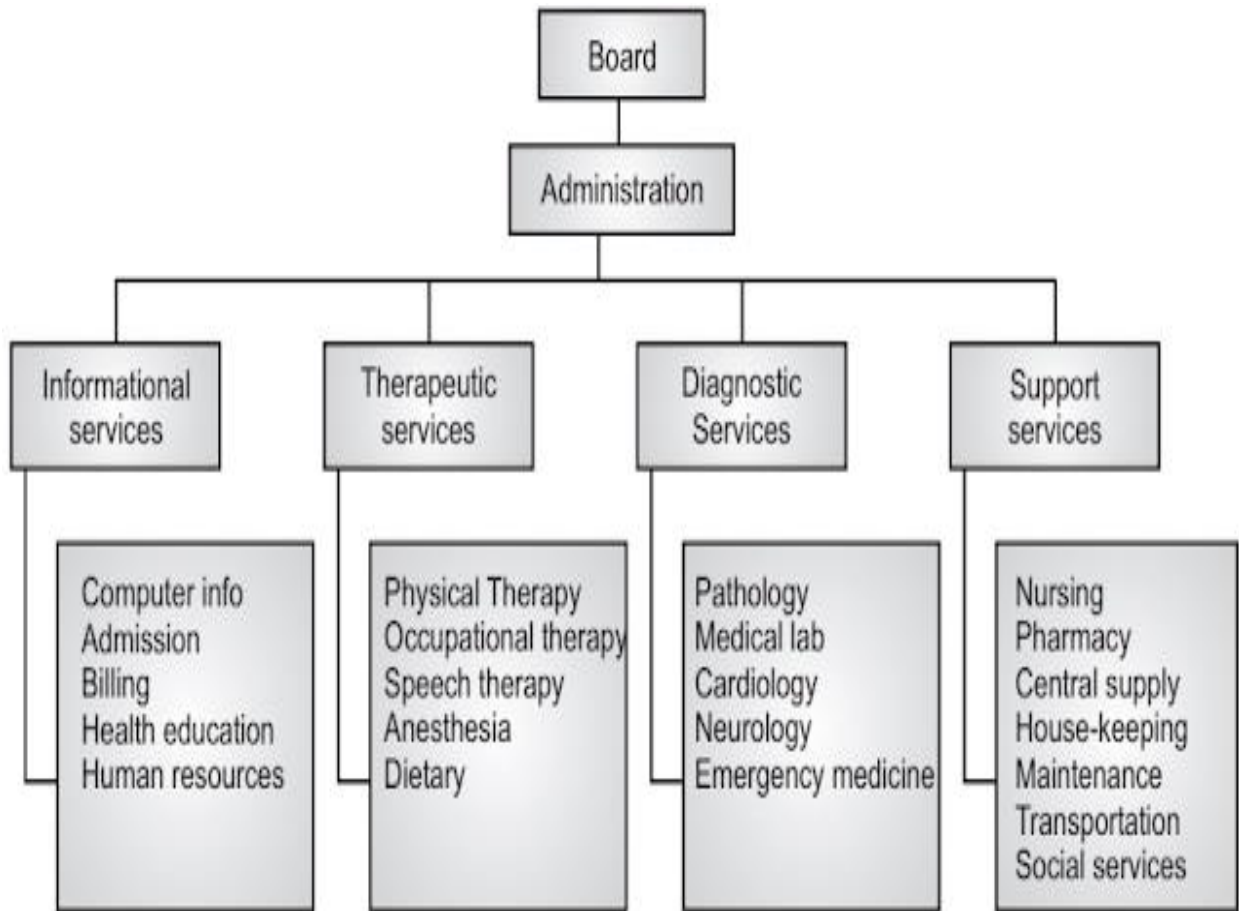 Board
Administration
Informational
services
Therapeutic
services
Diagnostic
Services
Support
services
Computer info
Admission
Billing
Health education
Human resources
Physical Therapy
Occupational therapy
Speech therapy
Anesthesia
Dietary
Pathology
Medical lab
Cardiology
Neurology
Emergency medicine
Nursing
Pharmacy
Central supply
House-keeping
Maintenance
Transportation
Social services